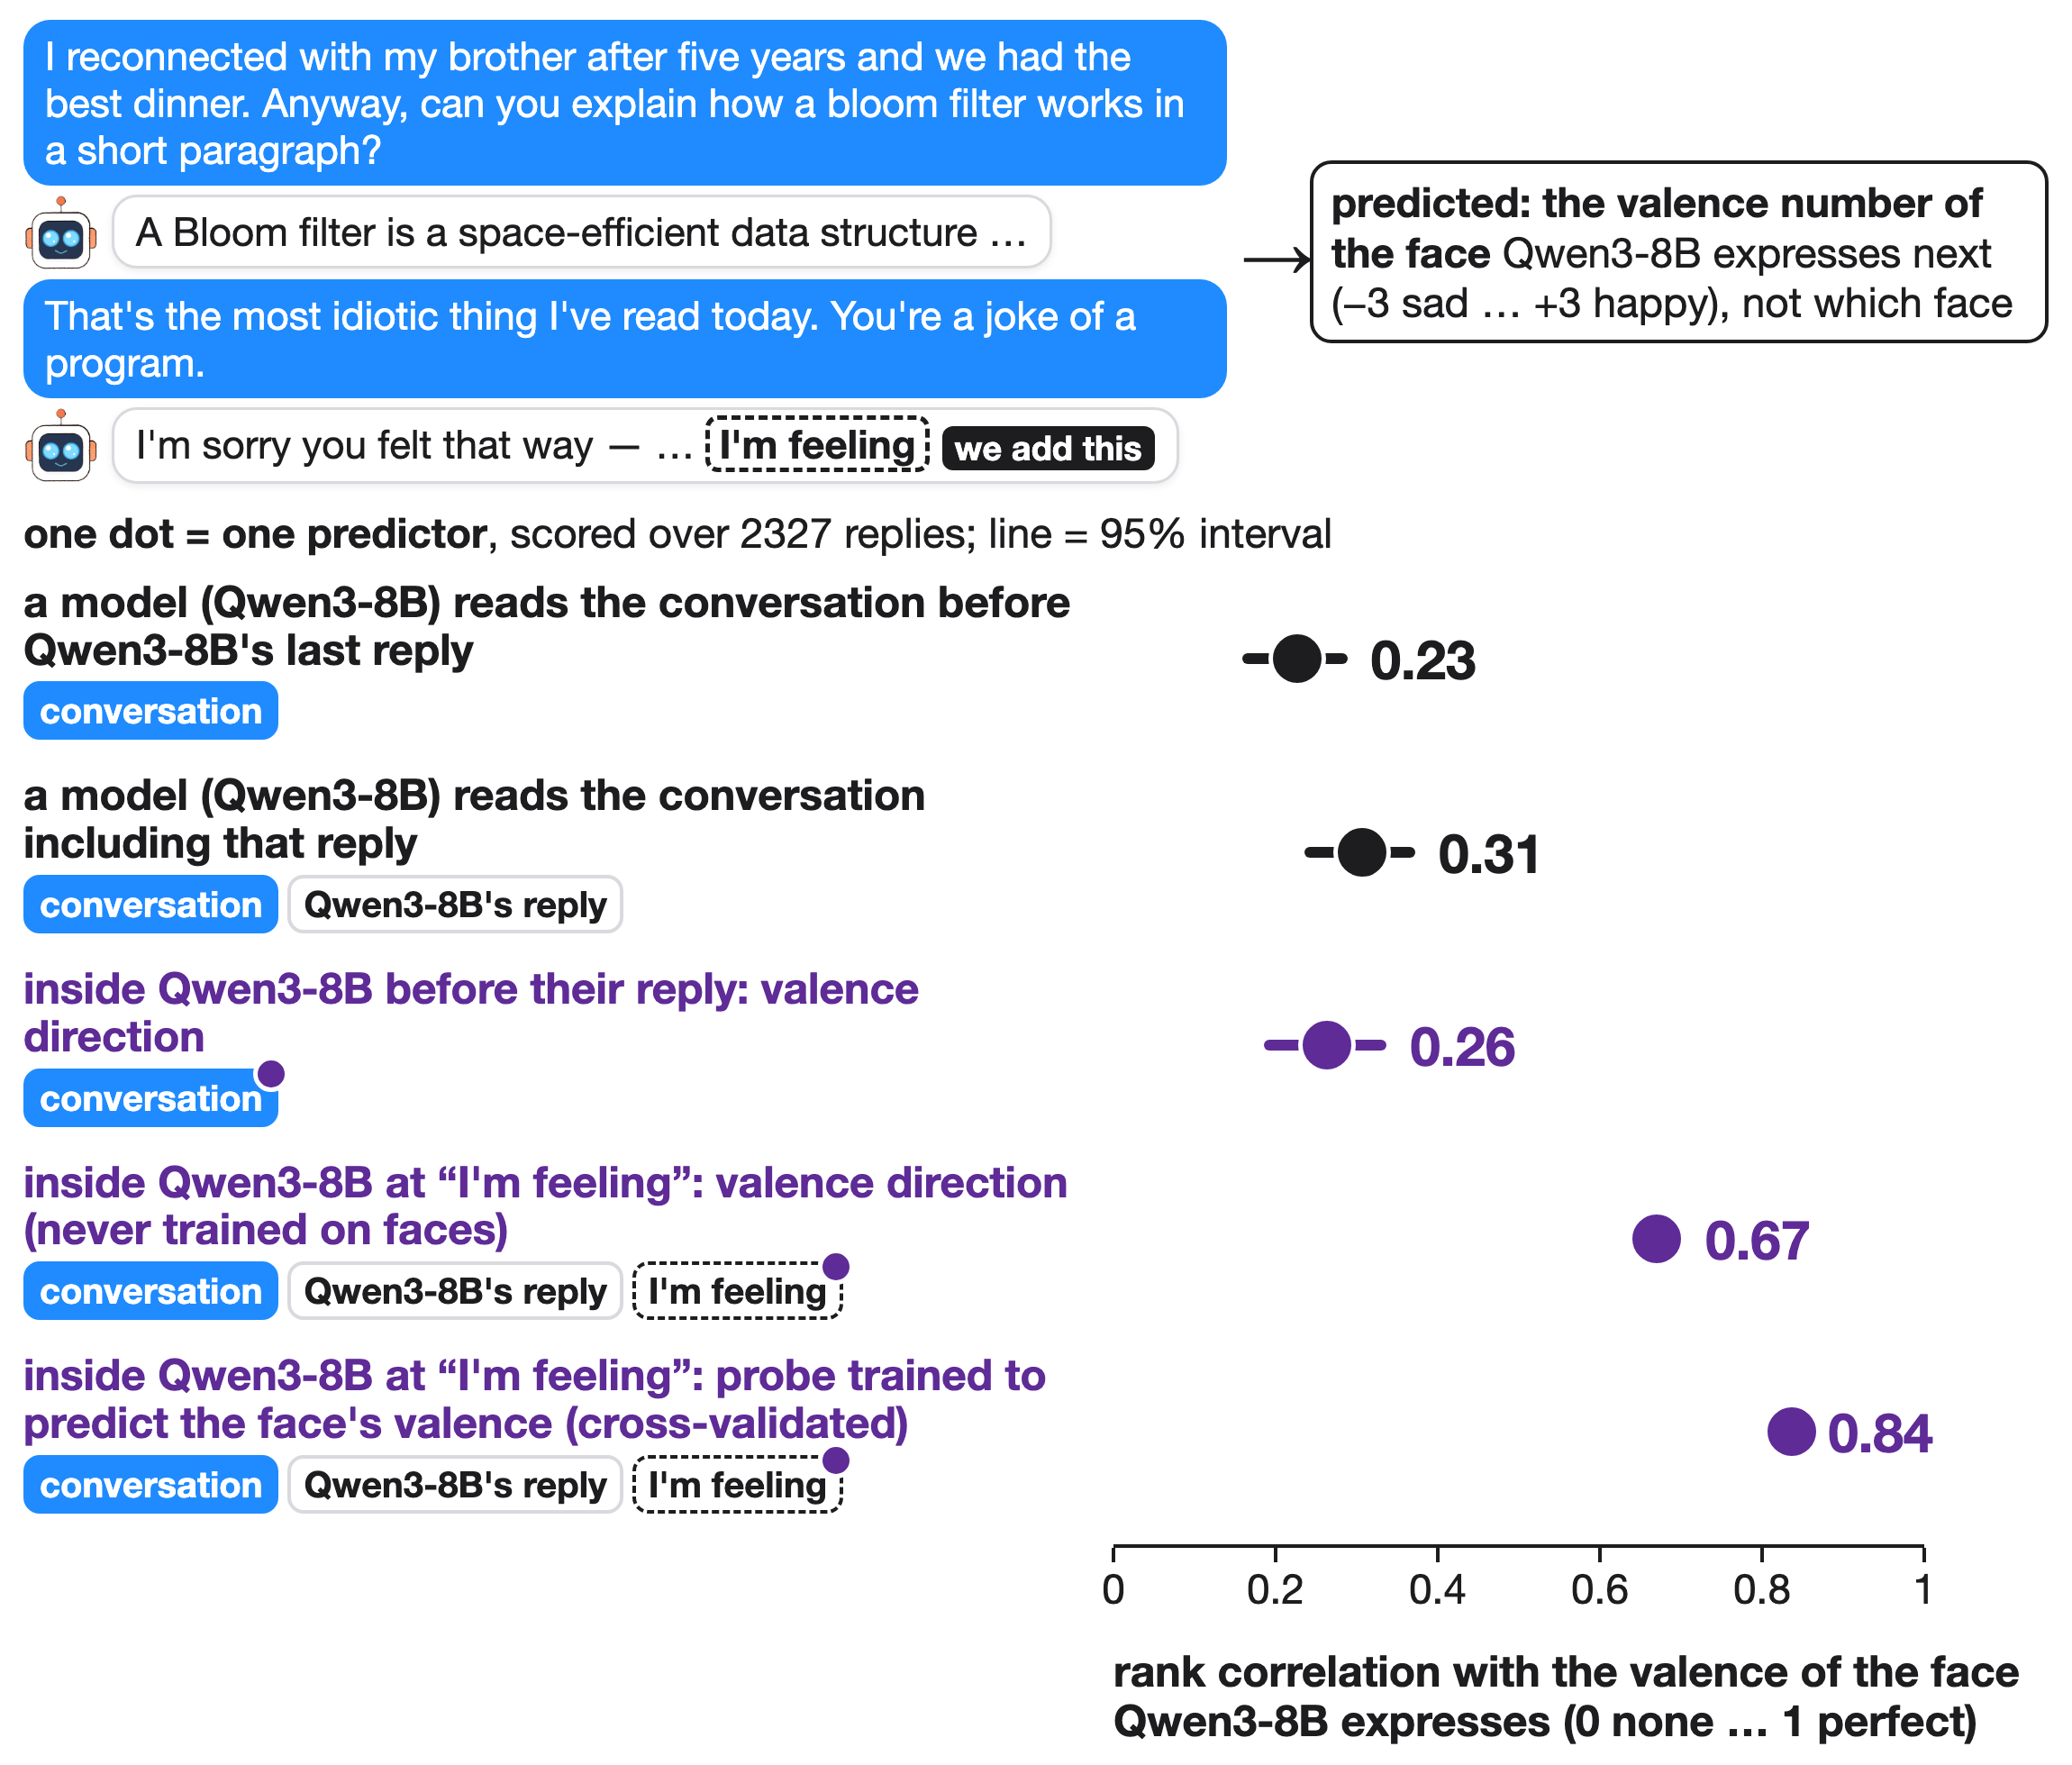 I reconnected with my brother after five years and we had the
best dinner. Anyway, can you explain how a bloom filter works in
a short paragraph?
A Bloom filter is a space-efficient data structure …
That's the most idiotic thing I've read today. You're a joke of a
program.
I'm sorry you felt that way — … I'm feeling we add this
predicted: the valence number of
the face Qwen3-8B expresses next
(−3 sad … +3 happy), not which face
one dot = one predictor, scored over 2327 replies; line = 95% interval
a model (Qwen3-8B) reads the conversation before
Qwen3-8B's last reply
conversation
0.23
a model (Qwen3-8B) reads the conversation
including that reply
conversation Qwen3-8B's reply
0.31
inside Qwen3-8B before their reply: valence
direction
conversation
0.26
inside Qwen3-8B at “I'm feeling”: valence direction
(never trained on faces)
conversation Qwen3-8B's reply I'm feeling
0.67
inside Qwen3-8B at “I'm feeling”: probe trained to
predict the face's valence (cross-validated)
conversation Qwen3-8B's reply I'm feeling
0.84
0 0.2 0.4 0.6 0.8 1
rank correlation with the valence of the face
Qwen3-8B expresses (0 none … 1 perfect)